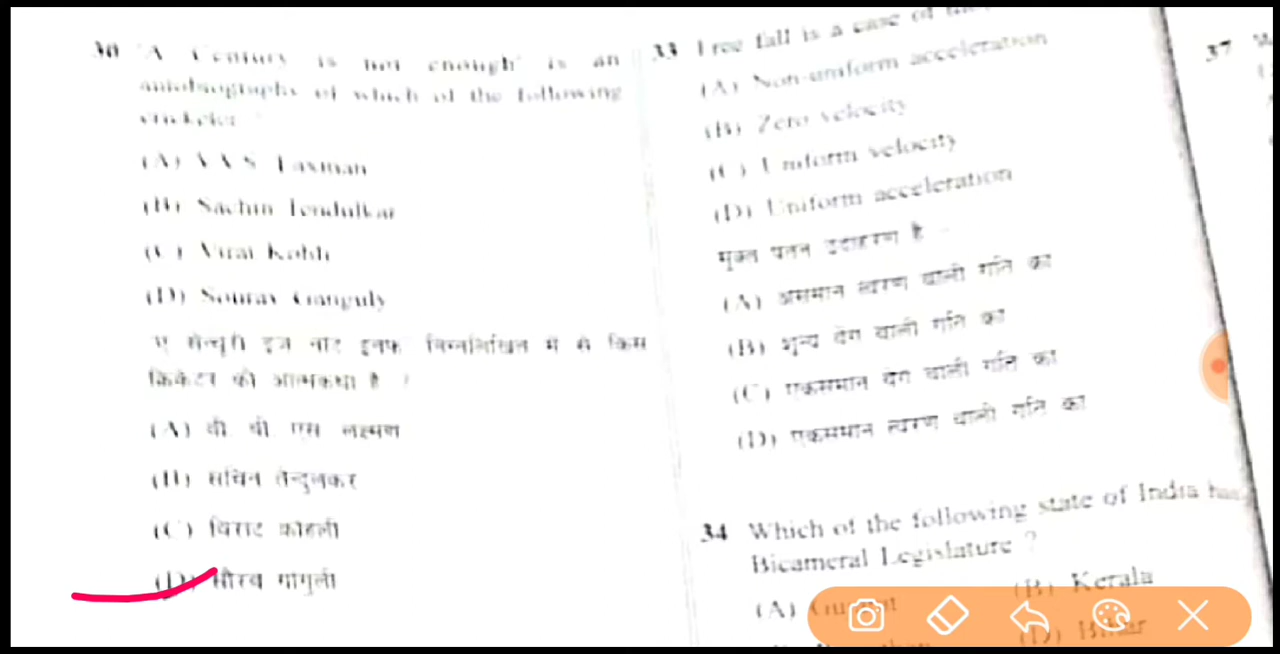 30 'A Century is not enough' is an
autobiography of which of the following
cricketer ?
(A) V V S Laxman
(B) Sachin Tendulkar
(C) Virat Kohli
(D) Sourav Ganguly
ए सेन्चुरी इज नाट इनफ निम्नलिखित में से किस
क्रिकेटर की आत्मकथा है ?
(A) वी वी एस लक्ष्मण
(B) सचिन तेन्दुलकर
(C) विराट कोहली
(D) सौरव गांगुली
33 Free fall is a case of
(A) Non-uniform acceleration
(B) Zero velocity
(C) Uniform velocity
(D) Uniform acceleration
मुक्त पतन उदाहरण है -
(A) असमान त्वरण वाली गति का
(B) शून्य वेग वाली गति का
(C) एकसमान वेग वाली गति का
(D) एकसमान त्वरण वाली गति का
34 Which of the following state of India has
Bicameral Legislature ?
(A) Gujarat (B) Kerala
(D) Bihar
37